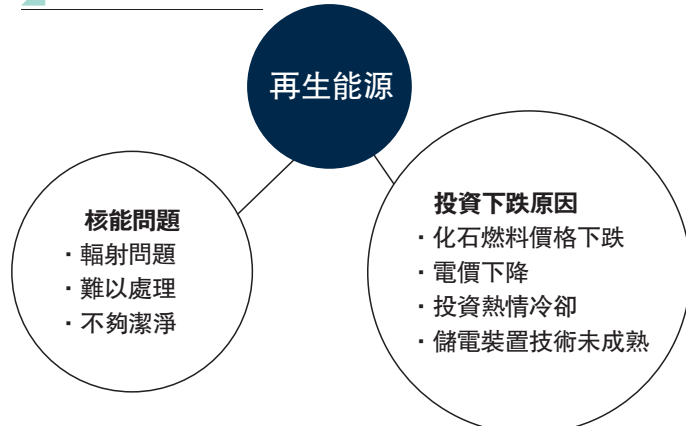 再生能源
核能問題
·輻射問題
·難以處理
·不夠潔淨
投資下跌原因
·化石燃料價格下跌
·電價下降
·投資熱情冷卻
·儲電裝置技術未成熟